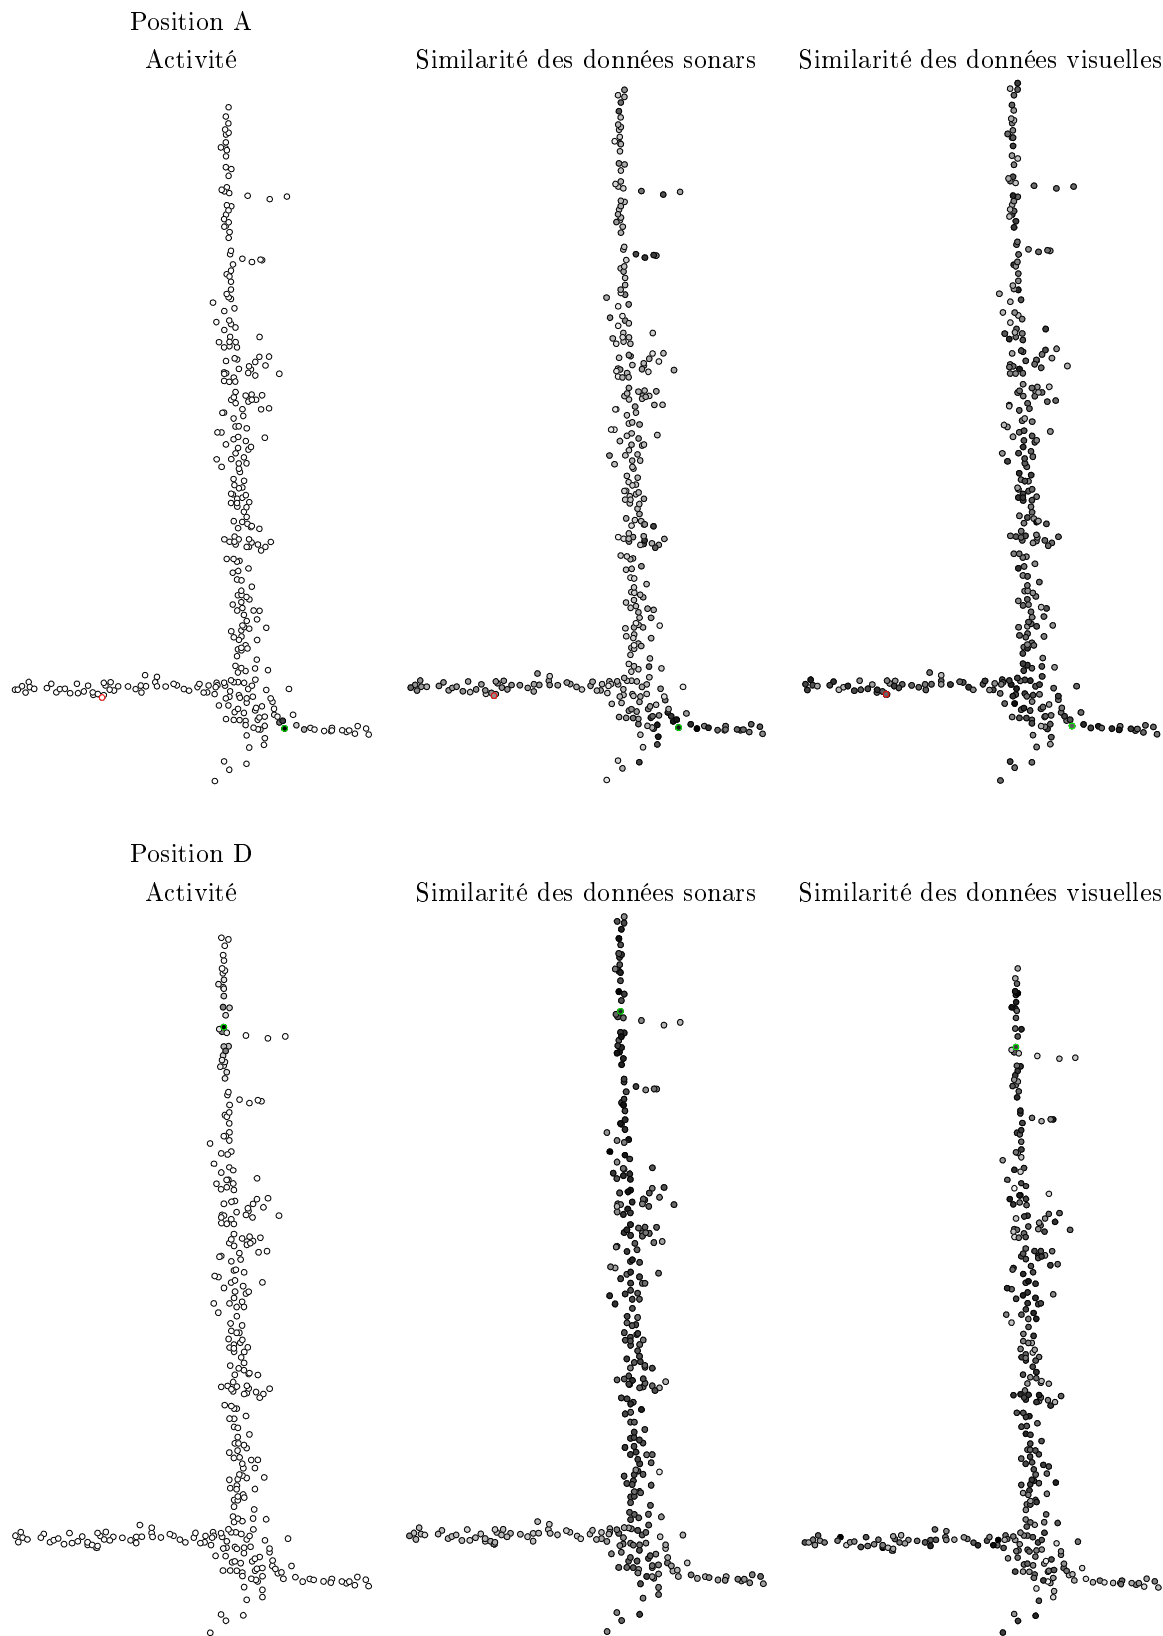 Position A
Activité
Similarité des données sonars
Similarité des données visuelles
Position D
Activité
Similarité des données sonars
Similarité des données visuelles